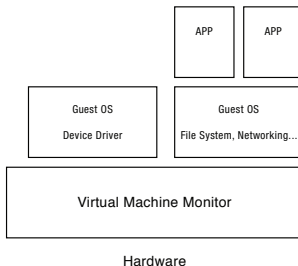 APP
APP
Guest OS
Device Driver
Guest OS
File System, Networking...
Virtual Machine Monitor
Hardware